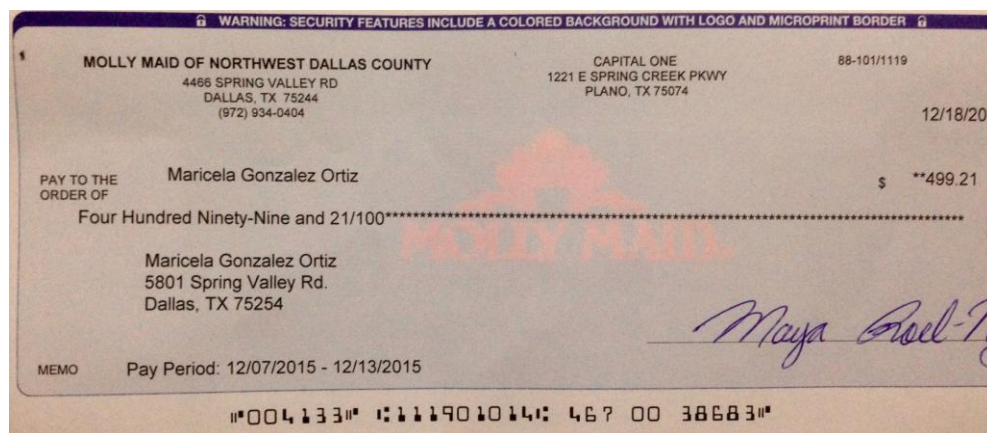 WARNING: SECURITY FEATURES INCLUDE A COLORED BACKGROUND WITH LOGO AND MICROPRINT BORDER
MOLLY MAID OF NORTHWEST DALLAS COUNTY
4466 SPRING VALLEY RD
DALLAS, TX 75244
(972) 934-0404
CAPITAL ONE
1221 E SPRING CREEK PKWY
PLANO, TX 75074
88-101/1119
12/18/20
PAY TO THE
ORDER OF
Maricela Gonzalez Ortiz
$ **499.21
Four Hundred Ninety-Nine and 21/100******************************************************************************
MOLLY MAID
Maricela Gonzalez Ortiz
5801 Spring Valley Rd.
Dallas, TX 75254
Maya Roel-
MEMO Pay Period: 12/07/2015 - 12/13/2015
⑈004133⑈ ⑆111901014⑆ 467 00 38683⑈